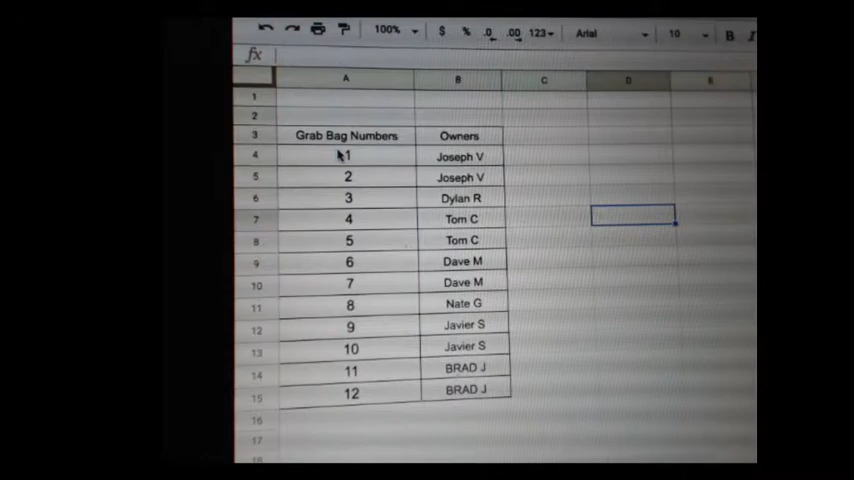 100% $ % .0 .00 123 Arial 10 B I
fx
A B C D E
1
2
3 Grab Bag Numbers Owners
4 1 Joseph V
5 2 Joseph V
6 3 Dylan R
7 4 Tom C
8 5 Tom C
9 6 Dave M
10 7 Dave M
11 8 Nate G
12 9 Javier S
13 10 Javier S
14 11 BRAD J
15 12 BRAD J
16
17
18